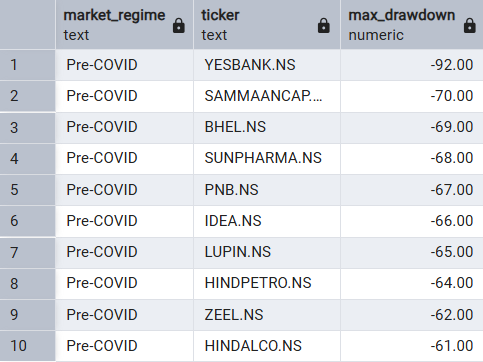 market_regime ticker max_drawdown
text text numeric
1 Pre-COVID YESBANK.NS -92.00
2 Pre-COVID SAMMAANCAP.... -70.00
3 Pre-COVID BHEL.NS -69.00
4 Pre-COVID SUNPHARMA.NS -68.00
5 Pre-COVID PNB.NS -67.00
6 Pre-COVID IDEA.NS -66.00
7 Pre-COVID LUPIN.NS -65.00
8 Pre-COVID HINDPETRO.NS -64.00
9 Pre-COVID ZEEL.NS -62.00
10 Pre-COVID HINDALCO.NS -61.00